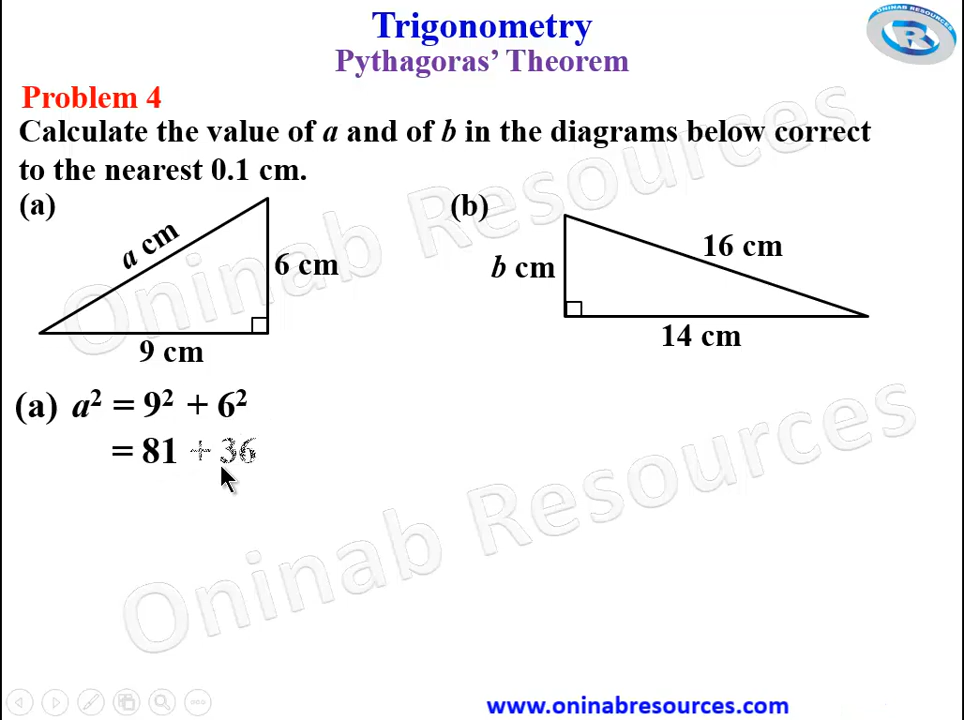 Trigonometry
Pythagoras’ Theorem
Problem 4
Calculate the value of a and of b in the diagrams below correct
to the nearest 0.1 cm.
(a)
a cm
6 cm
9 cm
(b)
b cm
16 cm
14 cm
(a) a² = 9² + 6²
= 81 + 36
Oninab Resources
Oninab Resources
ONINAB RESOURCES
R
www.oninabresources.com